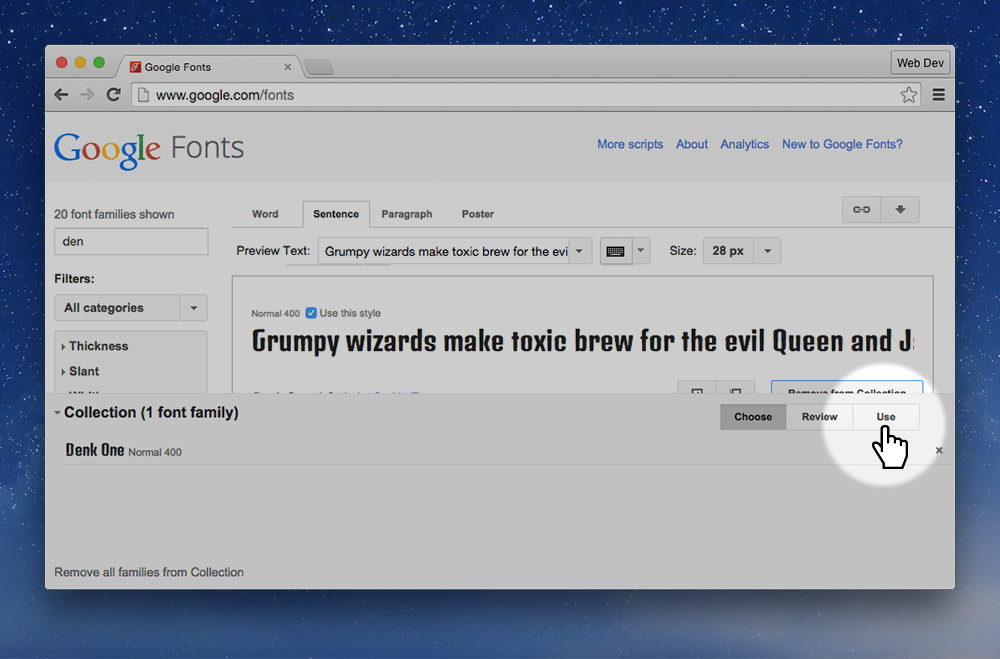 Google Fonts
Web Dev
www.google.com/fonts
Google Fonts
More scripts About Analytics New to Google Fonts?
20 font families shown
Word Sentence Paragraph Poster
den
Preview Text: Grumpy wizards make toxic brew for the evi Size: 28 px
Filters:
All categories
Normal 400 Use this style
Grumpy wizards make toxic brew for the evil Queen and J
Thickness
Slant
Remove from Collection
Collection (1 font family)
Choose Review Use
Denk One Normal 400
Remove all families from Collection